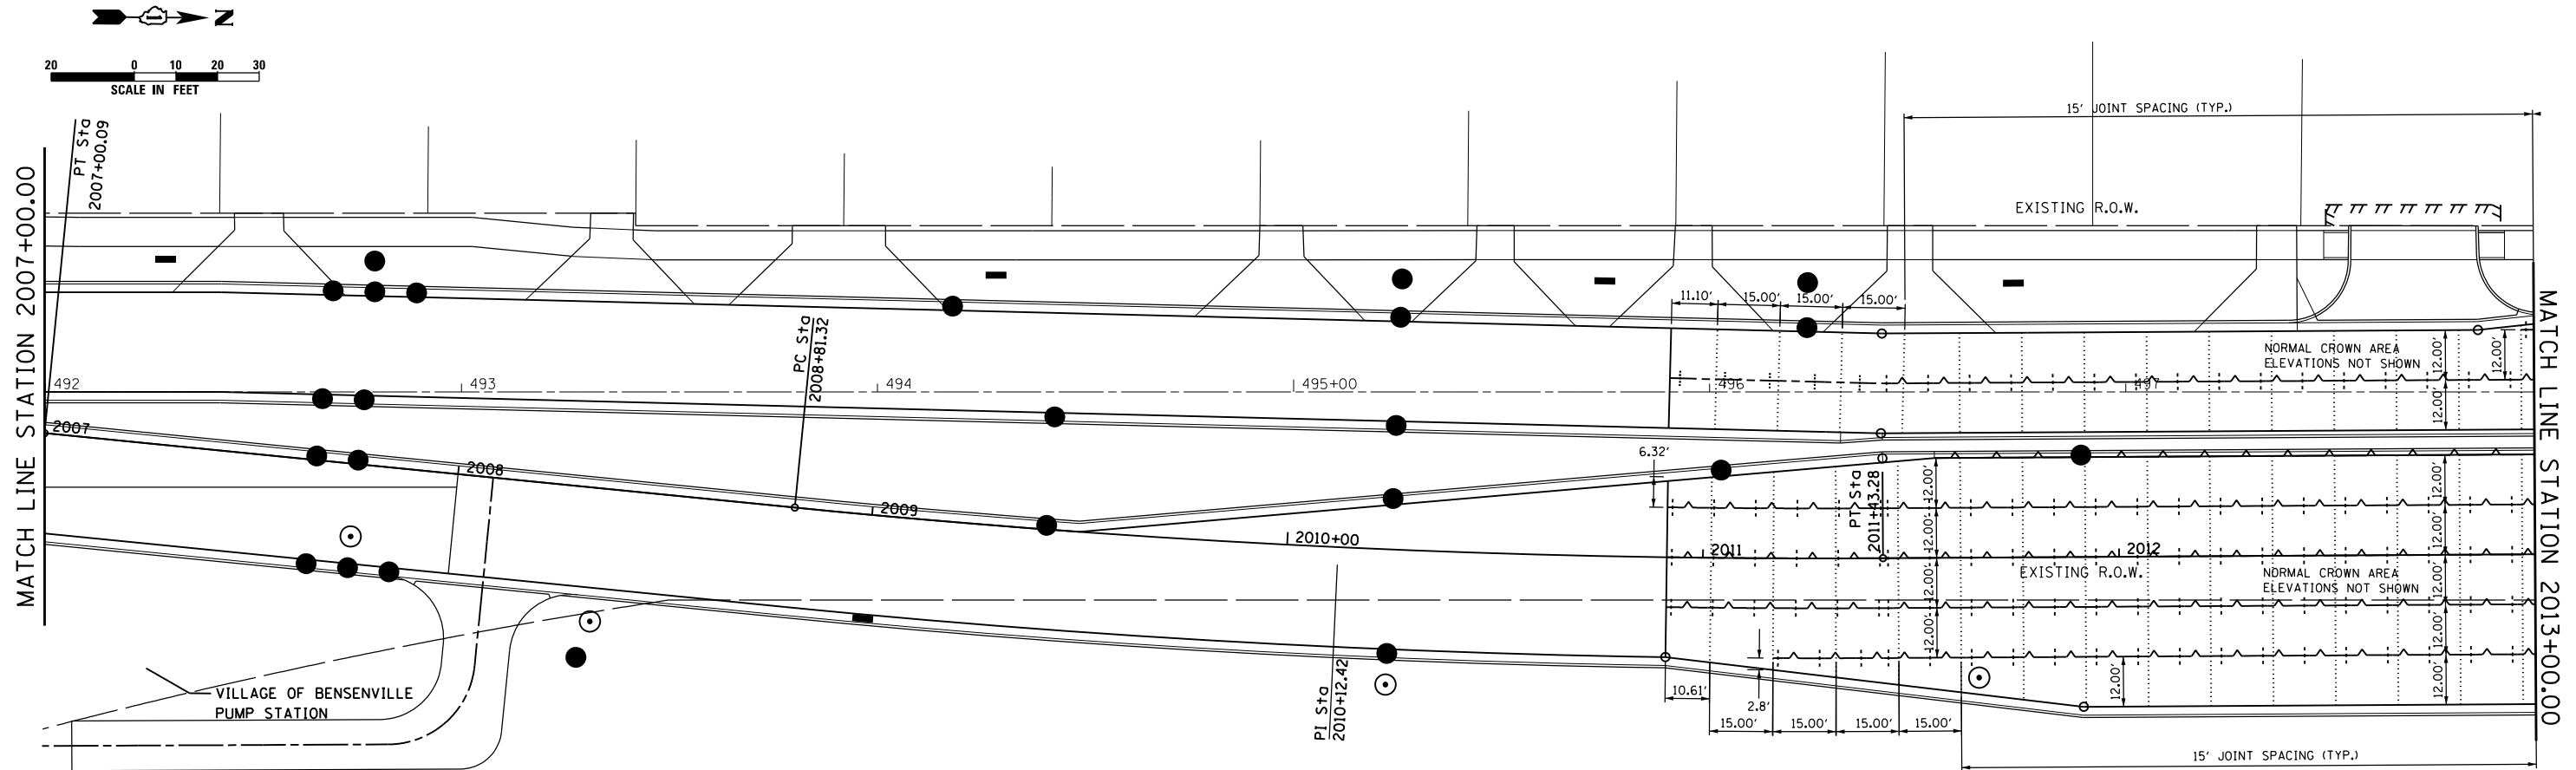 N
20 0 10 20 30
SCALE IN FEET
MATCH LINE STATION 2007+00.00
PT Sta
2007+00.09
15' JOINT SPACING (TYP.)
EXISTING R.O.W.
11.10' 15.00' 15.00' 15.00'
PC Sta
2008+81.32
NORMAL CROWN AREA
ELEVATIONS NOT SHOWN
12.00'
12.00'
12.00'
492 493 494 495+00 496 497
2007 2008 2009 2010+00 2011 2012
6.32'
PT Sta
2011+43.28
12.00'
12.00'
12.00'
12.00'
12.00'
12.00'
12.00'
12.00'
12.00'
EXISTING R.O.W.
NORMAL CROWN AREA
ELEVATIONS NOT SHOWN
12.00'
VILLAGE OF BENSENVILLE
PUMP STATION
PI Sta
2010+12.42
10.61'
2.8'
15.00' 15.00' 15.00' 15.00'
15' JOINT SPACING (TYP.)
MATCH LINE STATION 2013+00.00